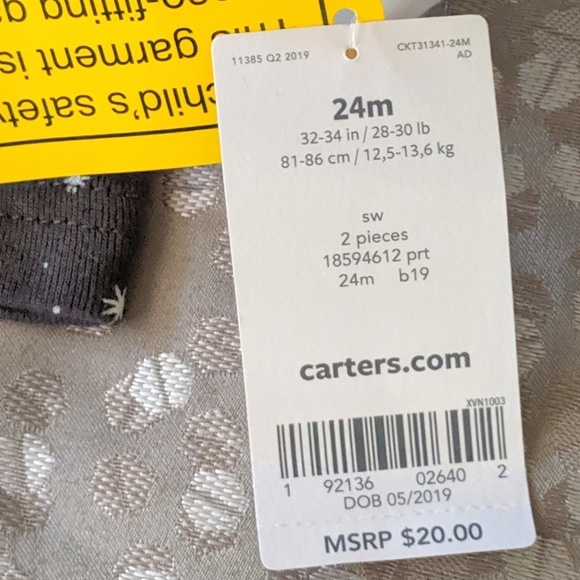 child's safety
This garment is
11385 Q2 2019
CKT31341-24M
AD
24m
32-34 in / 28-30 lb
81-86 cm / 12,5-13,6 kg
sw
2 pieces
18594612 prt
24m b19
carters.com
XVN1003
1 92136 02640 2
DOB 05/2019
MSRP $20.00